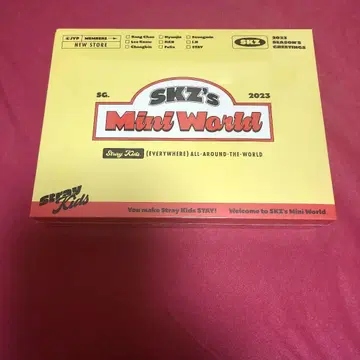 JYP MEMBERS
NEW STORE
Bang Chan
Lee Know
Changbin
Hyunjin
HAN
Felix
Seungmin
I.N
STAY
SKZ
2023
SEASON'S
GREETINGS
SG.
SKZ's
2023
Mini World
Stray Kids (EVERYWHERE) ALL-AROUND-THE-WORLD
Stray
Kids
You make Stray Kids STAY!
Welcome to SKZ's Mini World